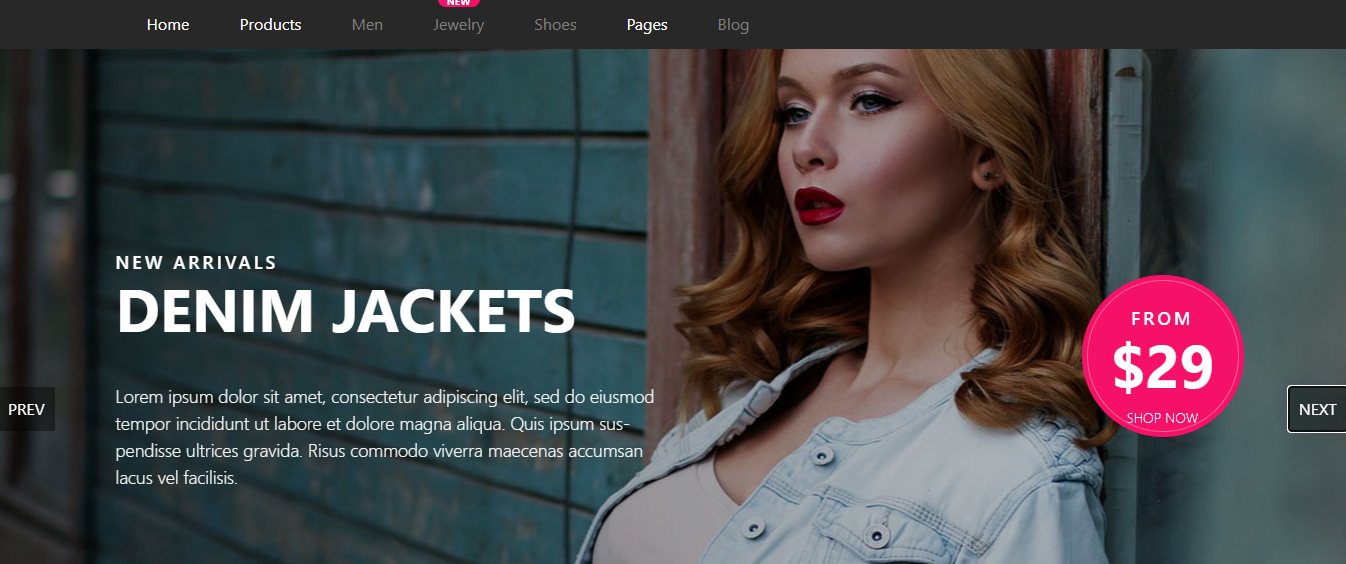 NEW
Home Products Men Jewelry Shoes Pages Blog
NEW ARRIVALS
DENIM JACKETS
FROM
$29
SHOP NOW
Lorem ipsum dolor sit amet, consectetur adipiscing elit, sed do eiusmod
tempor incididunt ut labore et dolore magna aliqua. Quis ipsum sus-
pendisse ultrices gravida. Risus commodo viverra maecenas accumsan
lacus vel facilisis.
PREV
NEXT